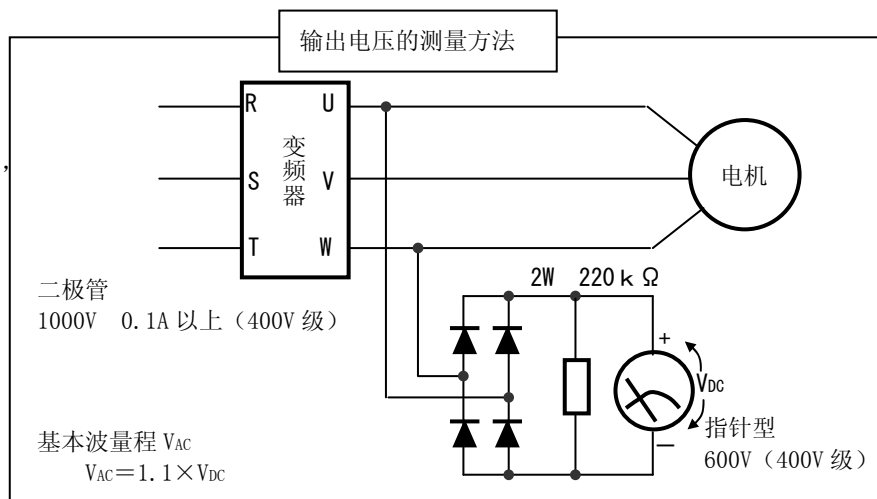 输出电压的测量方法
R U
变频器
S V
T W
电机
，
二极管
1000V 0.1A 以上（400V 级）
2W 220ｋΩ
+
VDC
−
指针型
600V（400V 级）
基本波量程 VAC
VAC＝1.1×VDC